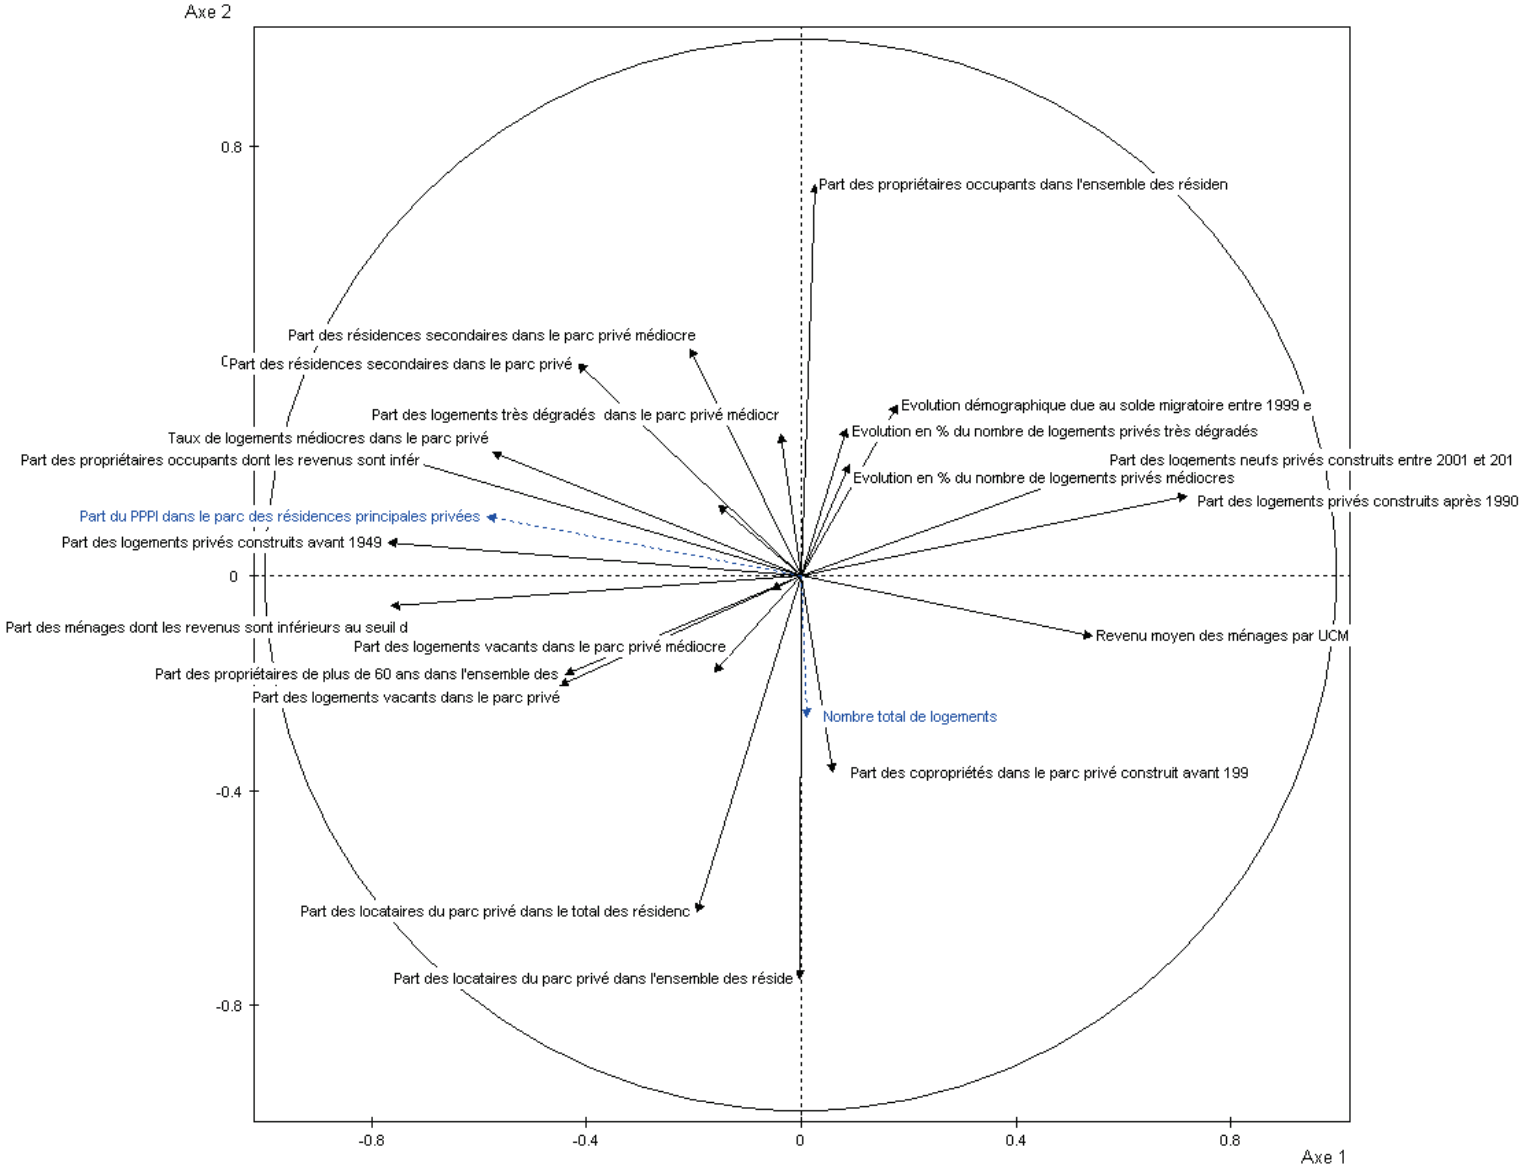 Axe 2
0.8
Part des propriétaires occupants dans l'ensemble des résiden
Part des résidences secondaires dans le parc privé médiocre
Part des résidences secondaires dans le parc privé
Evolution démographique due au solde migratoire entre 1999 e
Part des logements très dégradés dans le parc privé médiocr
Evolution en % du nombre de logements privés très dégradés
Taux de logements médiocres dans le parc privé
Part des propriétaires occupants dont les revenus sont infér
Part des logements neufs privés construits entre 2001 et 201
Evolution en % du nombre de logements privés médiocres
Part des logements privés construits après 1990
Part du PPPI dans le parc des résidences principales privées
Part des logements privés construits avant 1949
0
Part des ménages dont les revenus sont inférieurs au seuil d
Revenu moyen des ménages par UCM
Part des logements vacants dans le parc privé médiocre
Part des propriétaires de plus de 60 ans dans l'ensemble des
Part des logements vacants dans le parc privé
Nombre total de logements
Part des copropriétés dans le parc privé construit avant 199
-0.4
Part des locataires du parc privé dans le total des résidenc
Part des locataires du parc privé dans l'ensemble des réside
-0.8
-0.8
-0.4
0
0.4
0.8
Axe 1